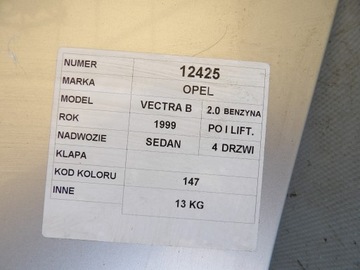 NUMER 12425
MARKA OPEL
MODEL VECTRA B 2.0 BENZYNA
ROK 1999 PO I LIFT.
NADWOZIE SEDAN 4 DRZWI
KLAPA
KOD KOLORU 147
INNE 13 KG